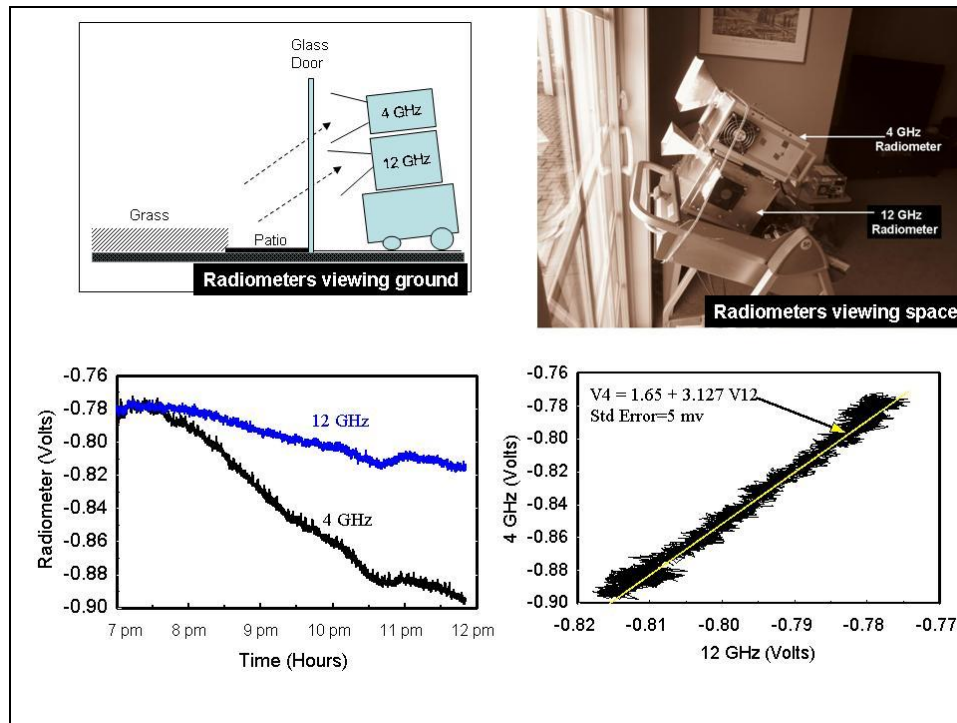 Glass
Door
4 GHz
12 GHz
Grass
Patio
Radiometers viewing ground
4 GHz
Radiometer
12 GHz
Radiometer
Radiometers viewing space
-0.76
-0.78
-0.80
-0.82
-0.84
-0.86
-0.88
-0.90
Radiometer (Volts)
12 GHz
4 GHz
7 pm 8 pm 9 pm 10 pm 11 pm 12 pm
Time (Hours)
-0.76
-0.78
-0.80
-0.82
-0.84
-0.86
-0.88
-0.90
4 GHz (Volts)
V4 = 1.65 + 3.127 V12
Std Error=5 mv
-0.82 -0.81 -0.80 -0.79 -0.78 -0.77
12 GHz (Volts)